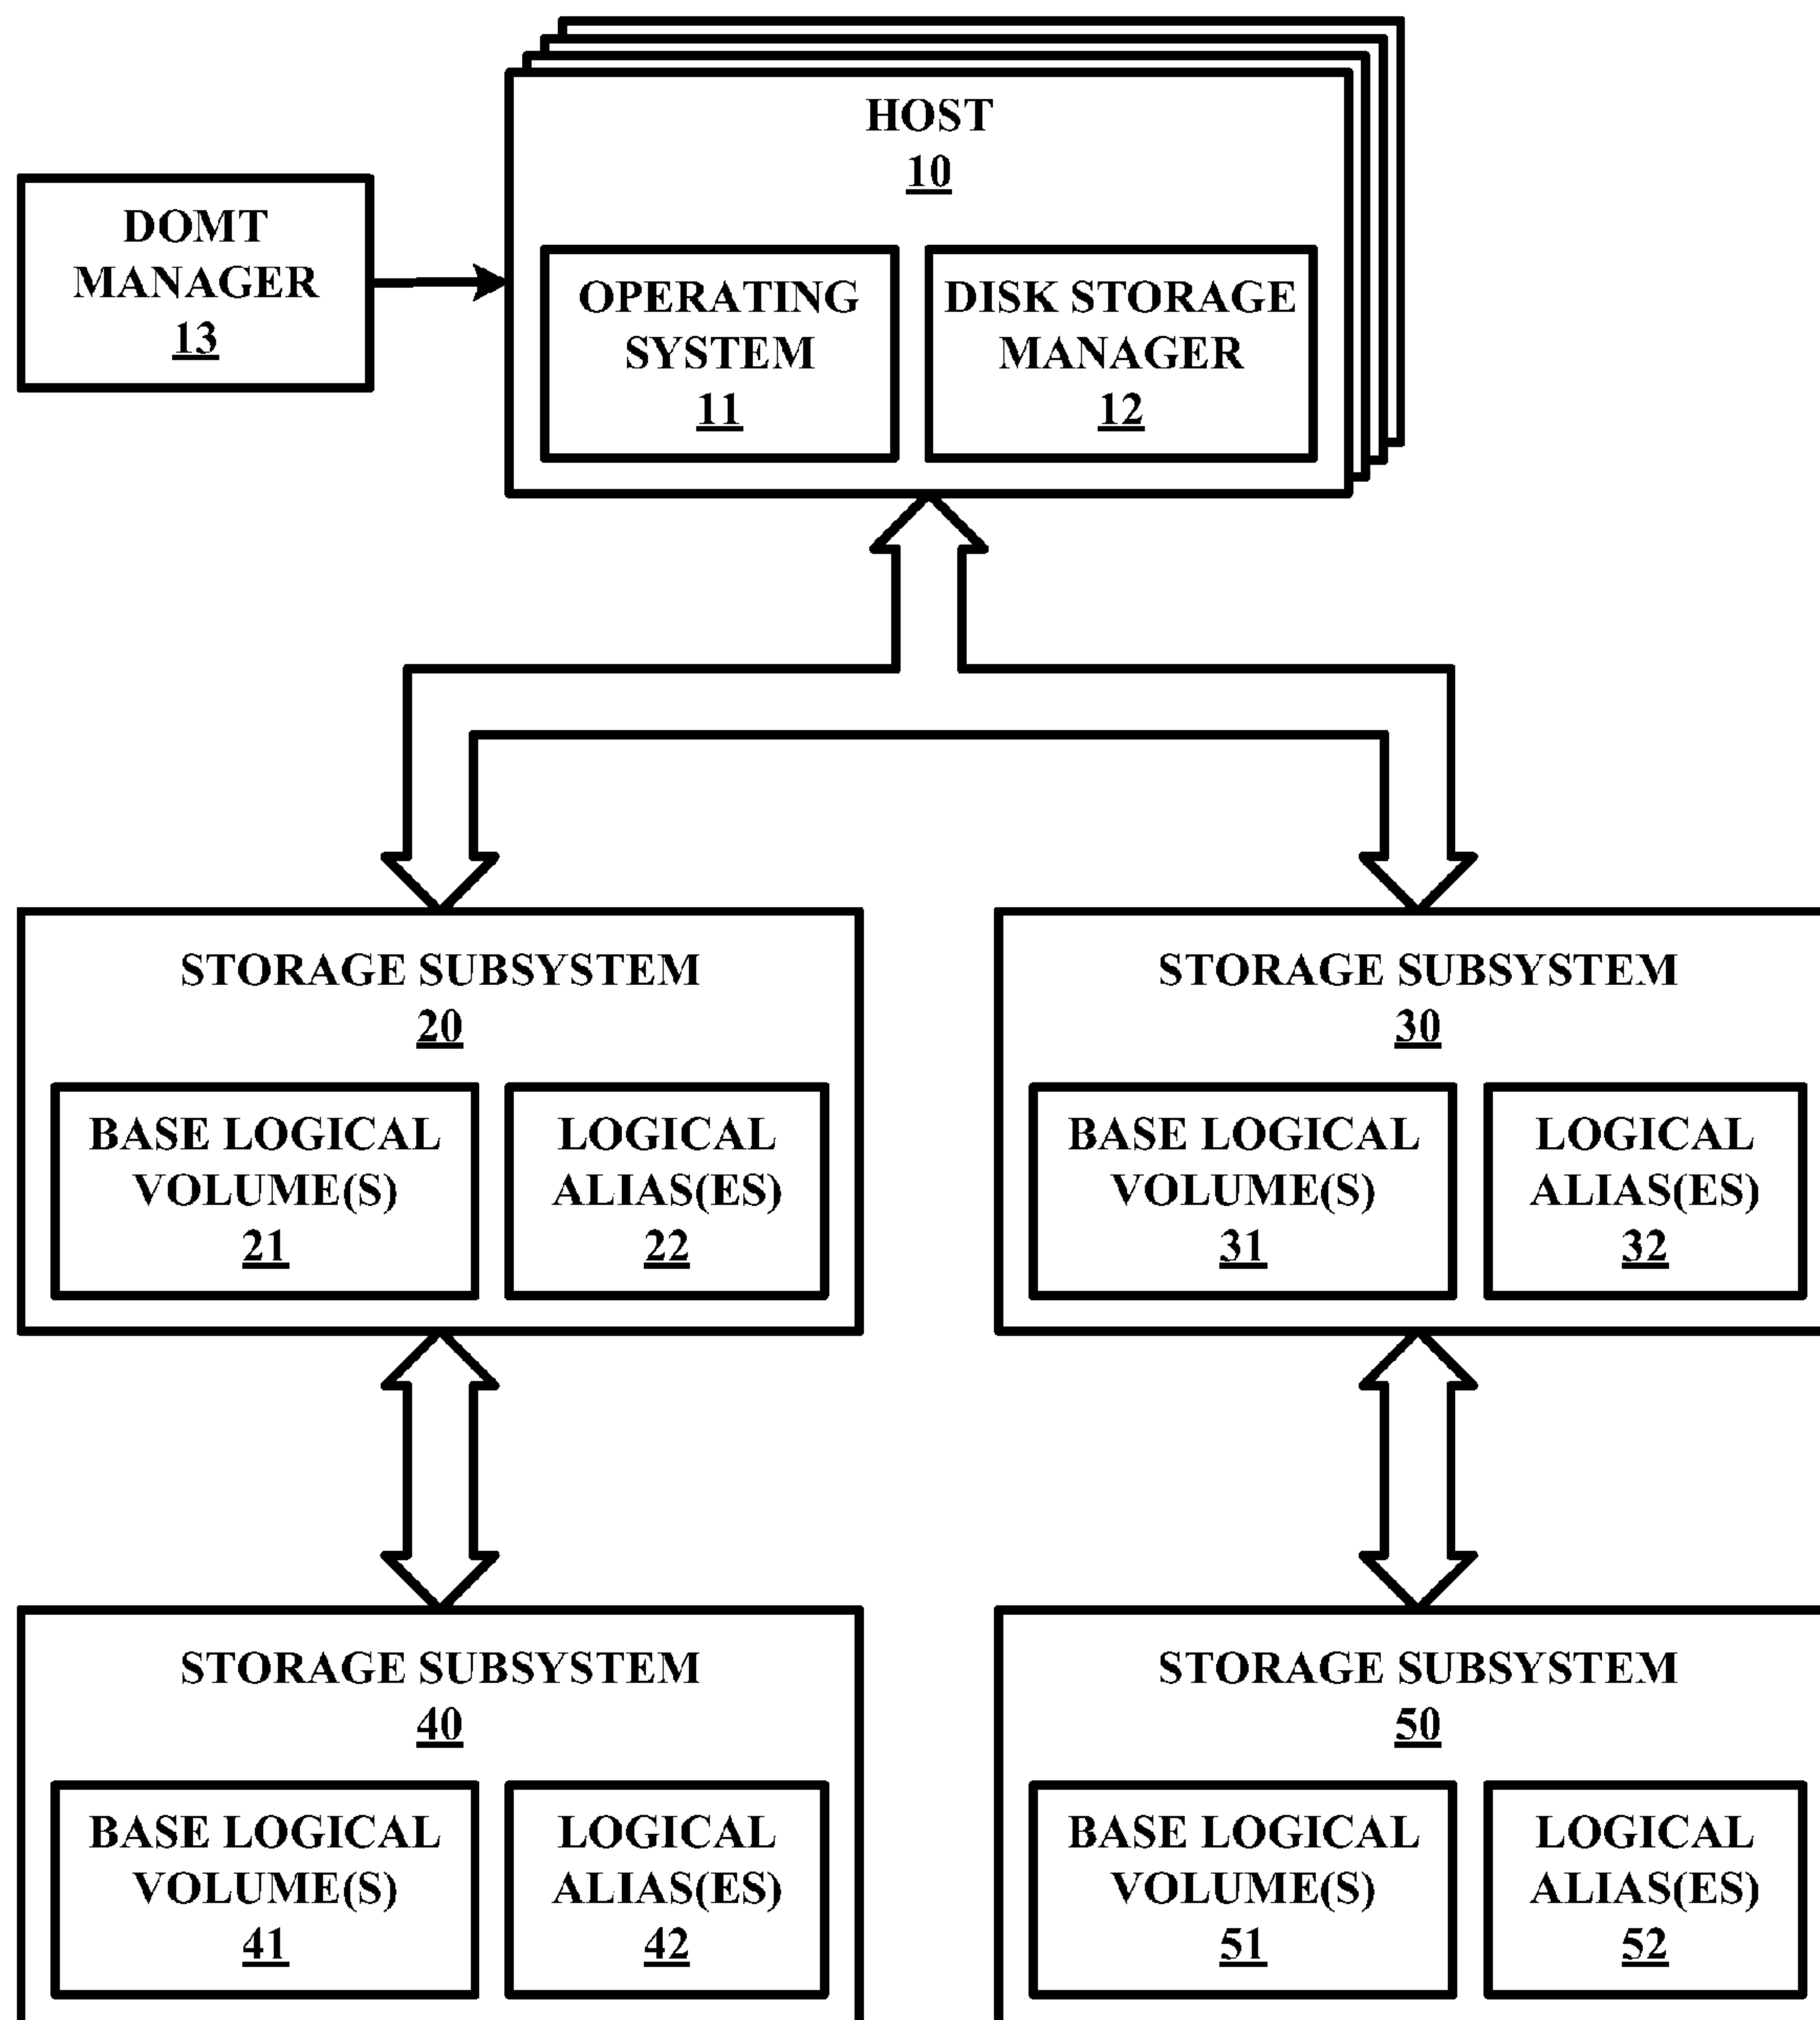 HOST
10
DOMT
MANAGER
13
OPERATING
SYSTEM
11
DISK STORAGE
MANAGER
12
STORAGE SUBSYSTEM
20
BASE LOGICAL
VOLUME(S)
21
LOGICAL
ALIAS(ES)
22
STORAGE SUBSYSTEM
30
BASE LOGICAL
VOLUME(S)
31
LOGICAL
ALIAS(ES)
32
STORAGE SUBSYSTEM
40
BASE LOGICAL
VOLUME(S)
41
LOGICAL
ALIAS(ES)
42
STORAGE SUBSYSTEM
50
BASE LOGICAL
VOLUME(S)
51
LOGICAL
ALIAS(ES)
52